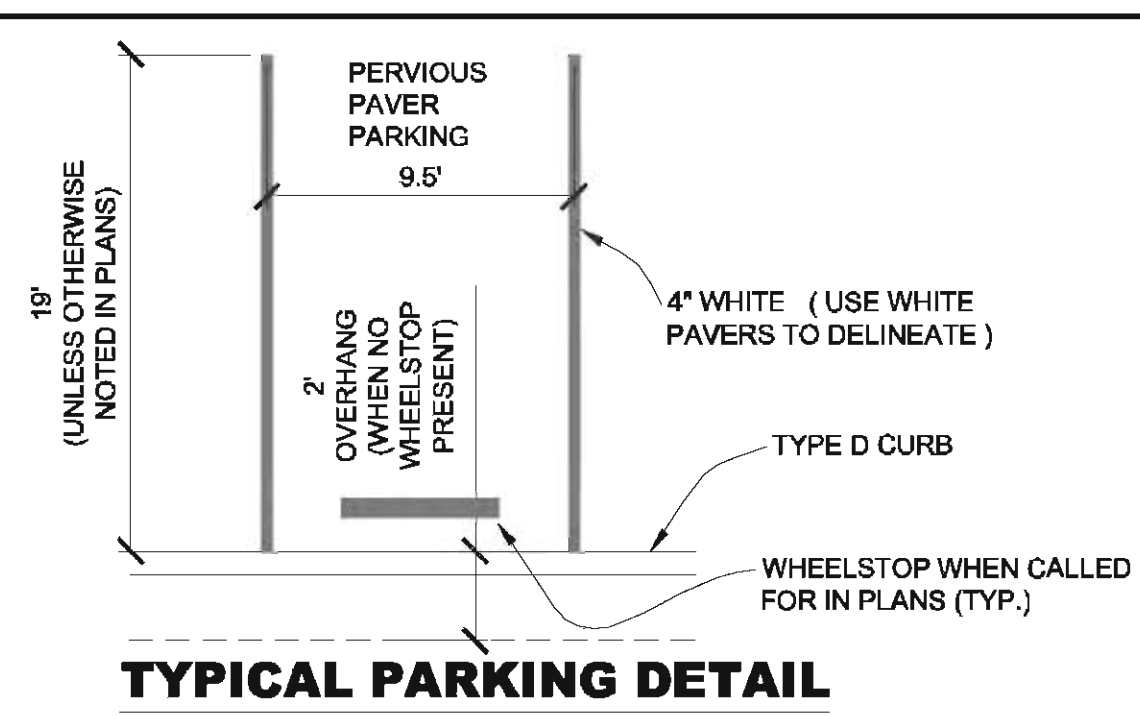 PERVIOUS
PAVER
PARKING
9.5'
19'
(UNLESS OTHERWISE
NOTED IN PLANS)
2'
OVERHANG
(WHEN NO
WHEELSTOP
PRESENT)
4" WHITE ( USE WHITE
PAVERS TO DELINEATE )
TYPE D CURB
WHEELSTOP WHEN CALLED
FOR IN PLANS (TYP.)
TYPICAL PARKING DETAIL